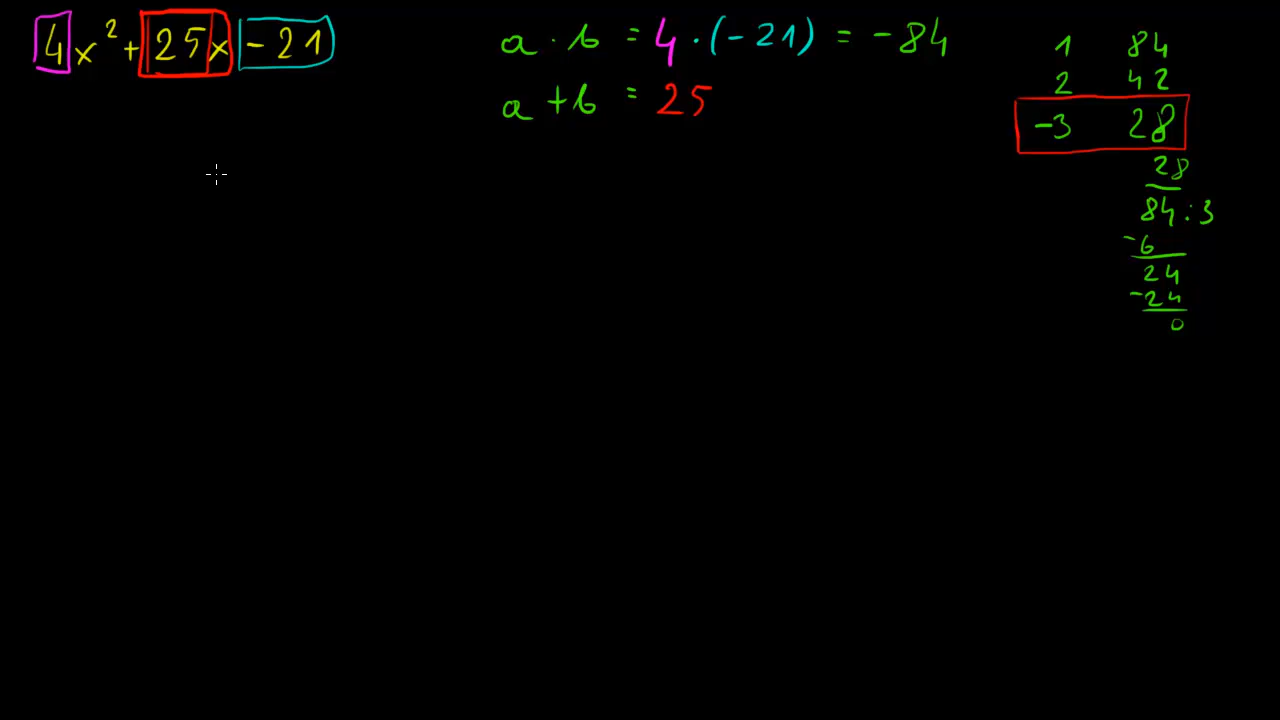 4x² + 25x - 21
a · b = 4 · (-21) = -84
a + b = 25
1 84
2 42
-3 28
28
84 : 3
-6
24
-24
0